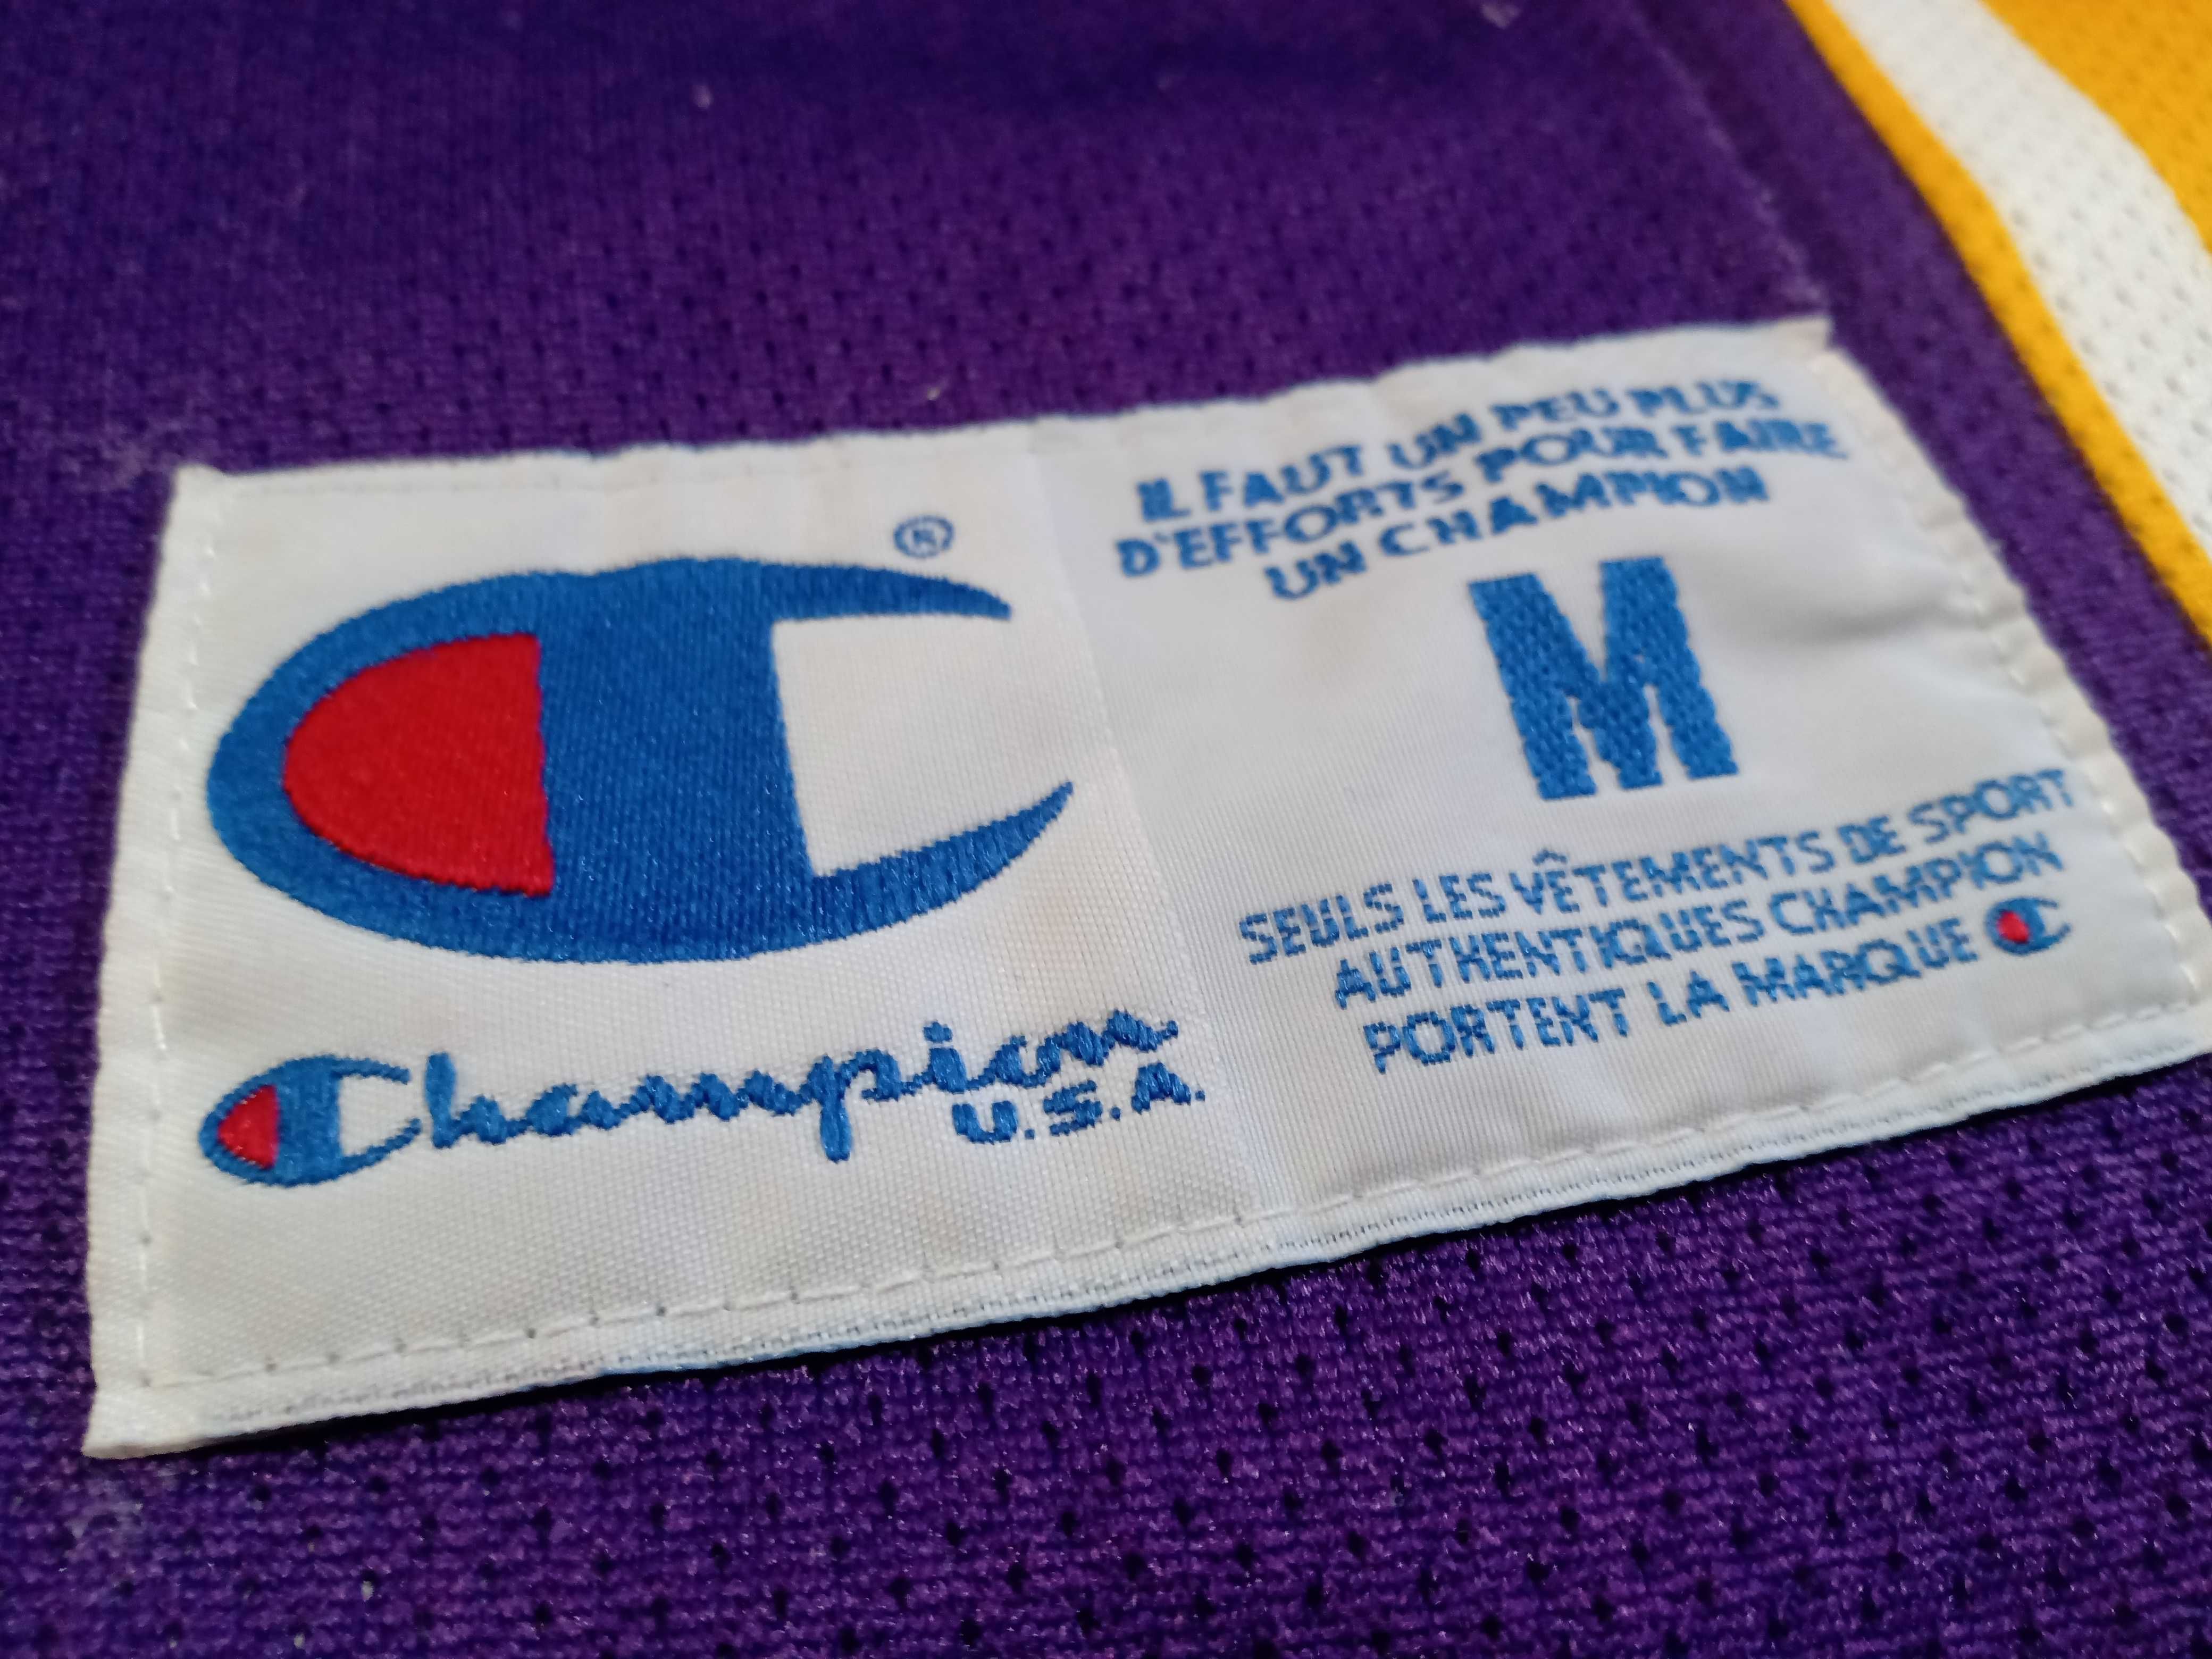 ®
Champion
U.S.A.
IL FAUT UN PEU PLUS
D'EFFORTS POUR FAIRE
UN CHAMPION
M
SEULS LES VÊTEMENTS DE SPORT
AUTHENTIQUES CHAMPION
PORTENT LA MARQUE